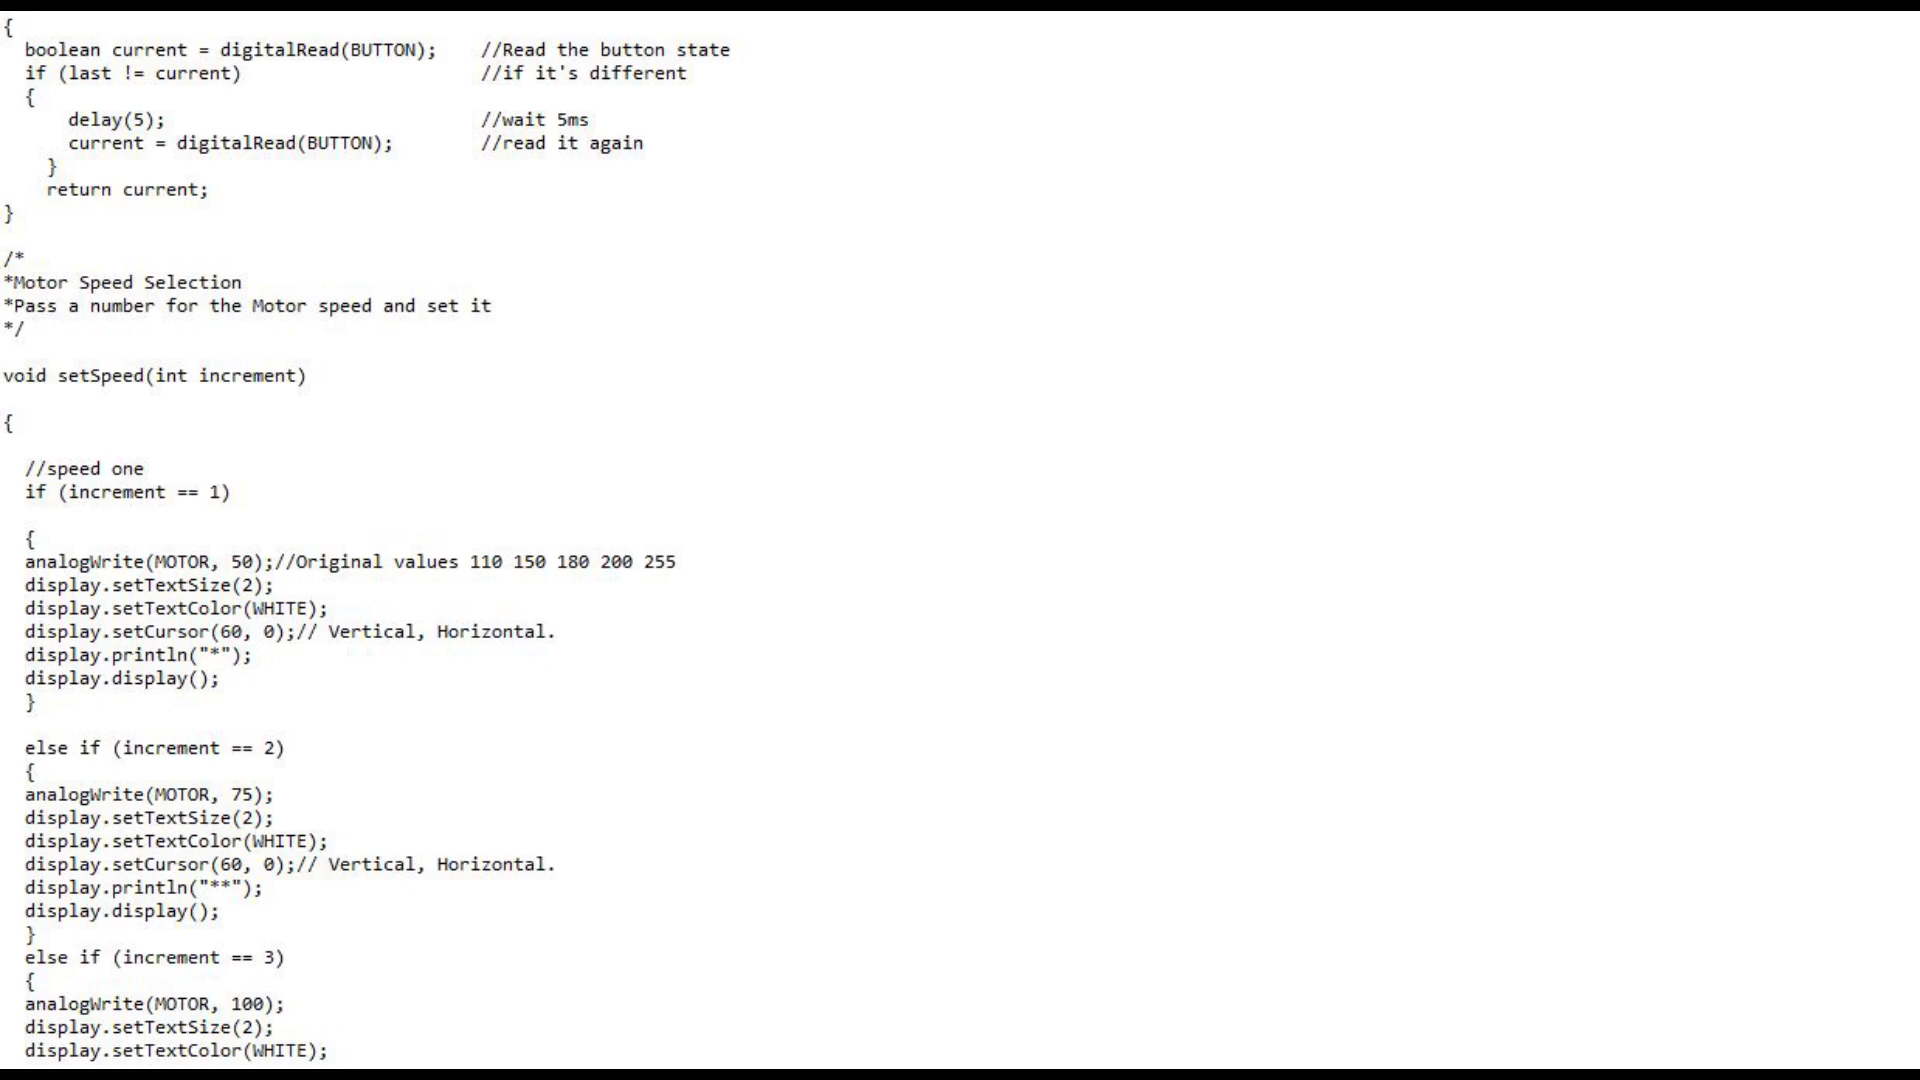 {
  boolean current = digitalRead(BUTTON);    //Read the button state
  if (last != current)                      //if it's different
  {
      delay(5);                             //wait 5ms
      current = digitalRead(BUTTON);        //read it again
    }
    return current;
}

/*
*Motor Speed Selection
*Pass a number for the Motor speed and set it
*/

void setSpeed(int increment)

{

  //speed one
  if (increment == 1)

  {
  analogWrite(MOTOR, 50);//Original values 110 150 180 200 255
  display.setTextSize(2);
  display.setTextColor(WHITE);
  display.setCursor(60, 0);// Vertical, Horizontal.
  display.println("*");
  display.display();
  }

  else if (increment == 2)
  {
  analogWrite(MOTOR, 75);
  display.setTextSize(2);
  display.setTextColor(WHITE);
  display.setCursor(60, 0);// Vertical, Horizontal.
  display.println("**");
  display.display();
  }
  else if (increment == 3)
  {
  analogWrite(MOTOR, 100);
  display.setTextSize(2);
  display.setTextColor(WHITE);